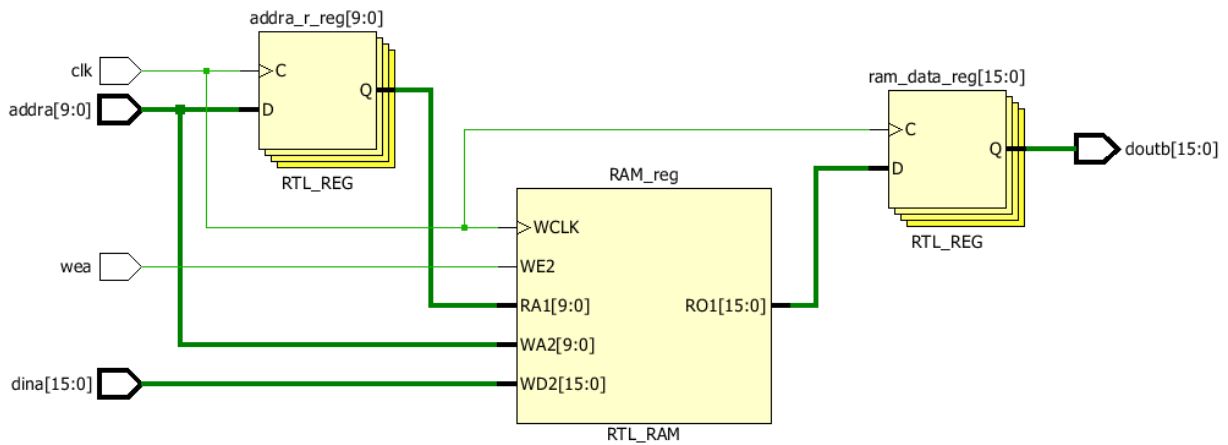 addra_r_reg[9:0]
clk
C
addra[9:0]
D
Q
RTL_REG
ram_data_reg[15:0]
C
D
Q
doutb[15:0]
RTL_REG
RAM_reg
WCLK
wea
WE2
RA1[9:0]
RO1[15:0]
WA2[9:0]
dina[15:0]
WD2[15:0]
RTL_RAM